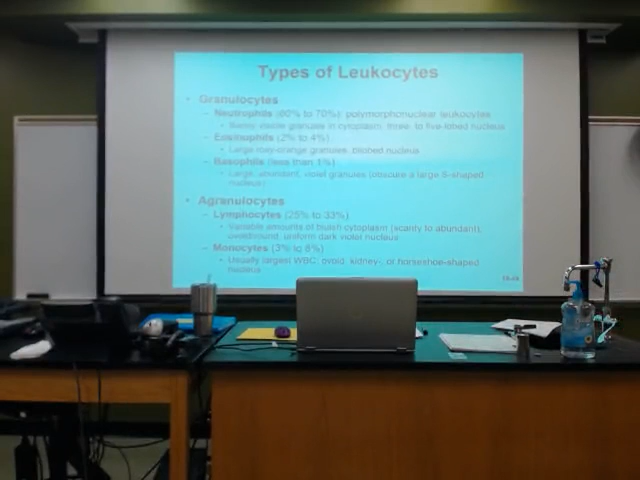 Types of Leukocytes
• Granulocytes
– Neutrophils (60% to 70%): polymorphonuclear leukocytes
granules in cytoplasm; three- to five-lobed nucleus
– Eosinophils (2% to 4%)
• Large rosy-orange granules; bilobed nucleus
– Basophils (less than 1%)
• Large, abundant, violet granules (obscure a large S-shaped
nucleus)
• Agranulocytes
– Lymphocytes (25% to 33%)
• Variable amounts of bluish cytoplasm (scanty to abundant);
ovoid/round, uniform dark violet nucleus
– Monocytes (3% to 8%)
• Usually largest WBC; ovoid, kidney-, or horseshoe-shaped
nucleus